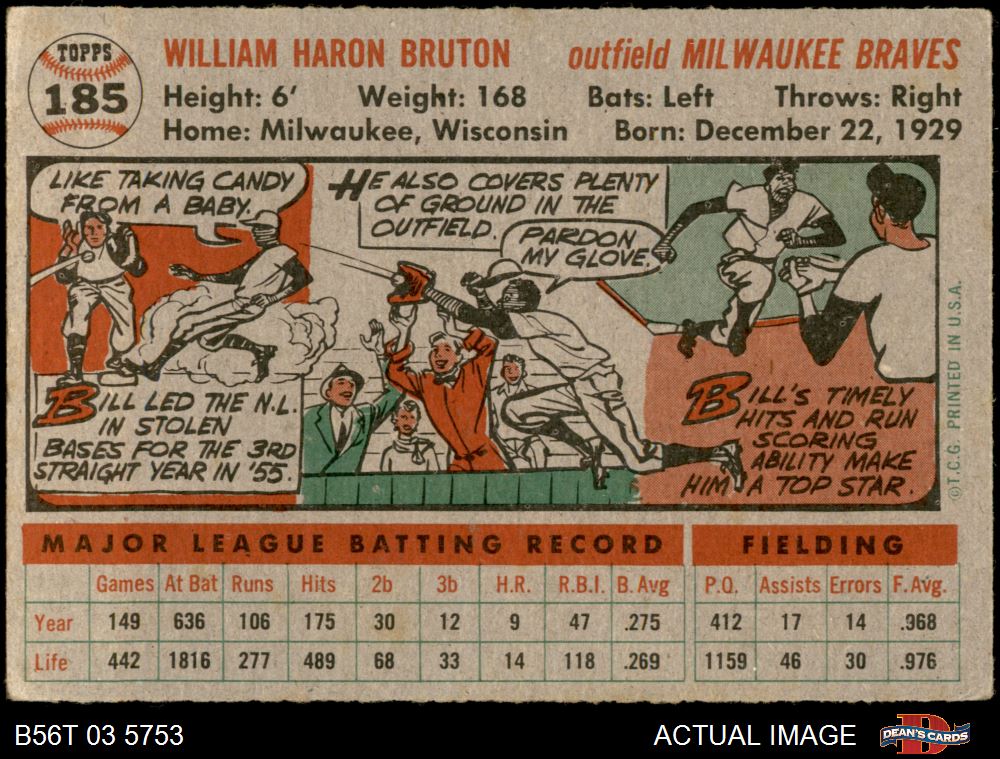 TOPPS
185
WILLIAM HARON BRUTON outfield MILWAUKEE BRAVES
Height: 6' Weight: 168 Bats: Left Throws: Right
Home: Milwaukee, Wisconsin Born: December 22, 1929
LIKE TAKING CANDY
FROM A BABY.
HE ALSO COVERS PLENTY
OF GROUND IN THE
OUTFIELD.
PARDON
MY GLOVE.
BILL LED THE N.L.
IN STOLEN
BASES FOR THE 3RD
STRAIGHT YEAR IN '55.
BILL'S TIMELY
HITS AND RUN
SCORING
ABILITY MAKE
HIM A TOP STAR.
©T.C.G. PRINTED IN U.S.A.
MAJOR LEAGUE BATTING RECORD FIELDING
Games At Bat Runs Hits 2b 3b H.R. R.B.I. B. Avg P.O. Assists Errors F. Avg.
Year 149 636 106 175 30 12 9 47 .275 412 17 14 .968
Life 442 1816 277 489 68 33 14 118 .269 1159 46 30 .976
B56T 03 5753 ACTUAL IMAGE
D
DEAN'S CARDS